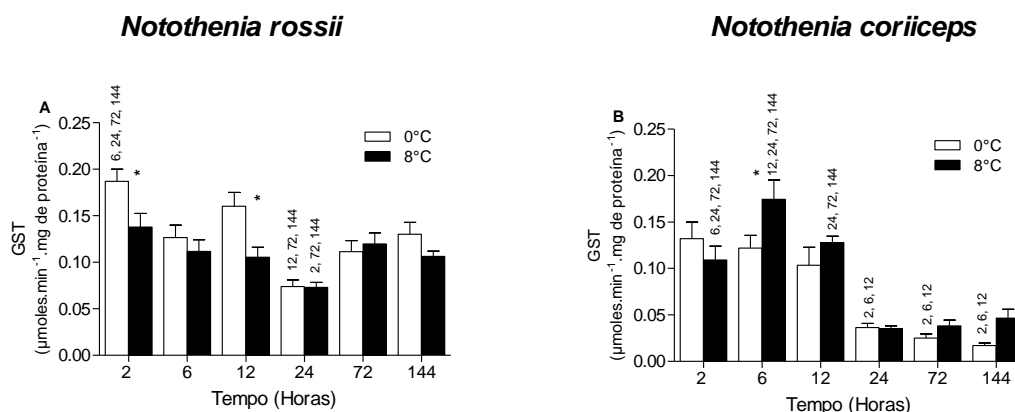 Notothenia rossii
Notothenia coriiceps
A
GST
(μmoles.min⁻¹.mg de proteína⁻¹)
0.25
0.20
0.15
0.10
0.05
0.00
6, 24, 72, 144
*
*
12, 72, 144
2, 72, 144
0°C
8°C
2 6 12 24 72 144
Tempo (Horas)
B
GST
(μmoles.min⁻¹.mg de proteína⁻¹)
0.25
0.20
0.15
0.10
0.05
0.00
6, 24, 72, 144
*
12, 24, 72, 144
24, 72, 144
2, 6, 12
2, 6, 12
2, 6, 12
0°C
8°C
2 6 12 24 72 144
Tempo (Horas)